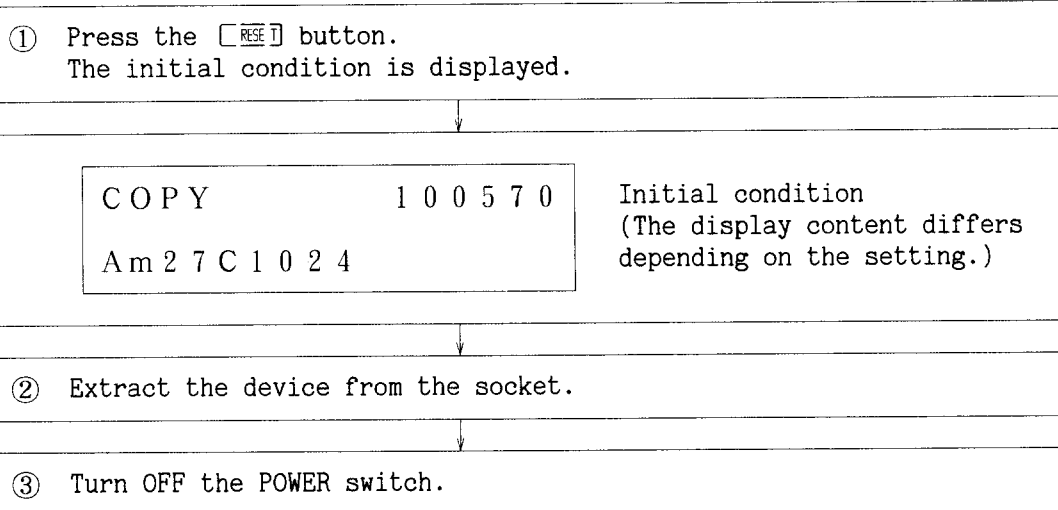 ① Press the [RESET] button.
The initial condition is displayed.
COPY 100570
Am27C1024
Initial condition
(The display content differs
depending on the setting.)
② Extract the device from the socket.
③ Turn OFF the POWER switch.